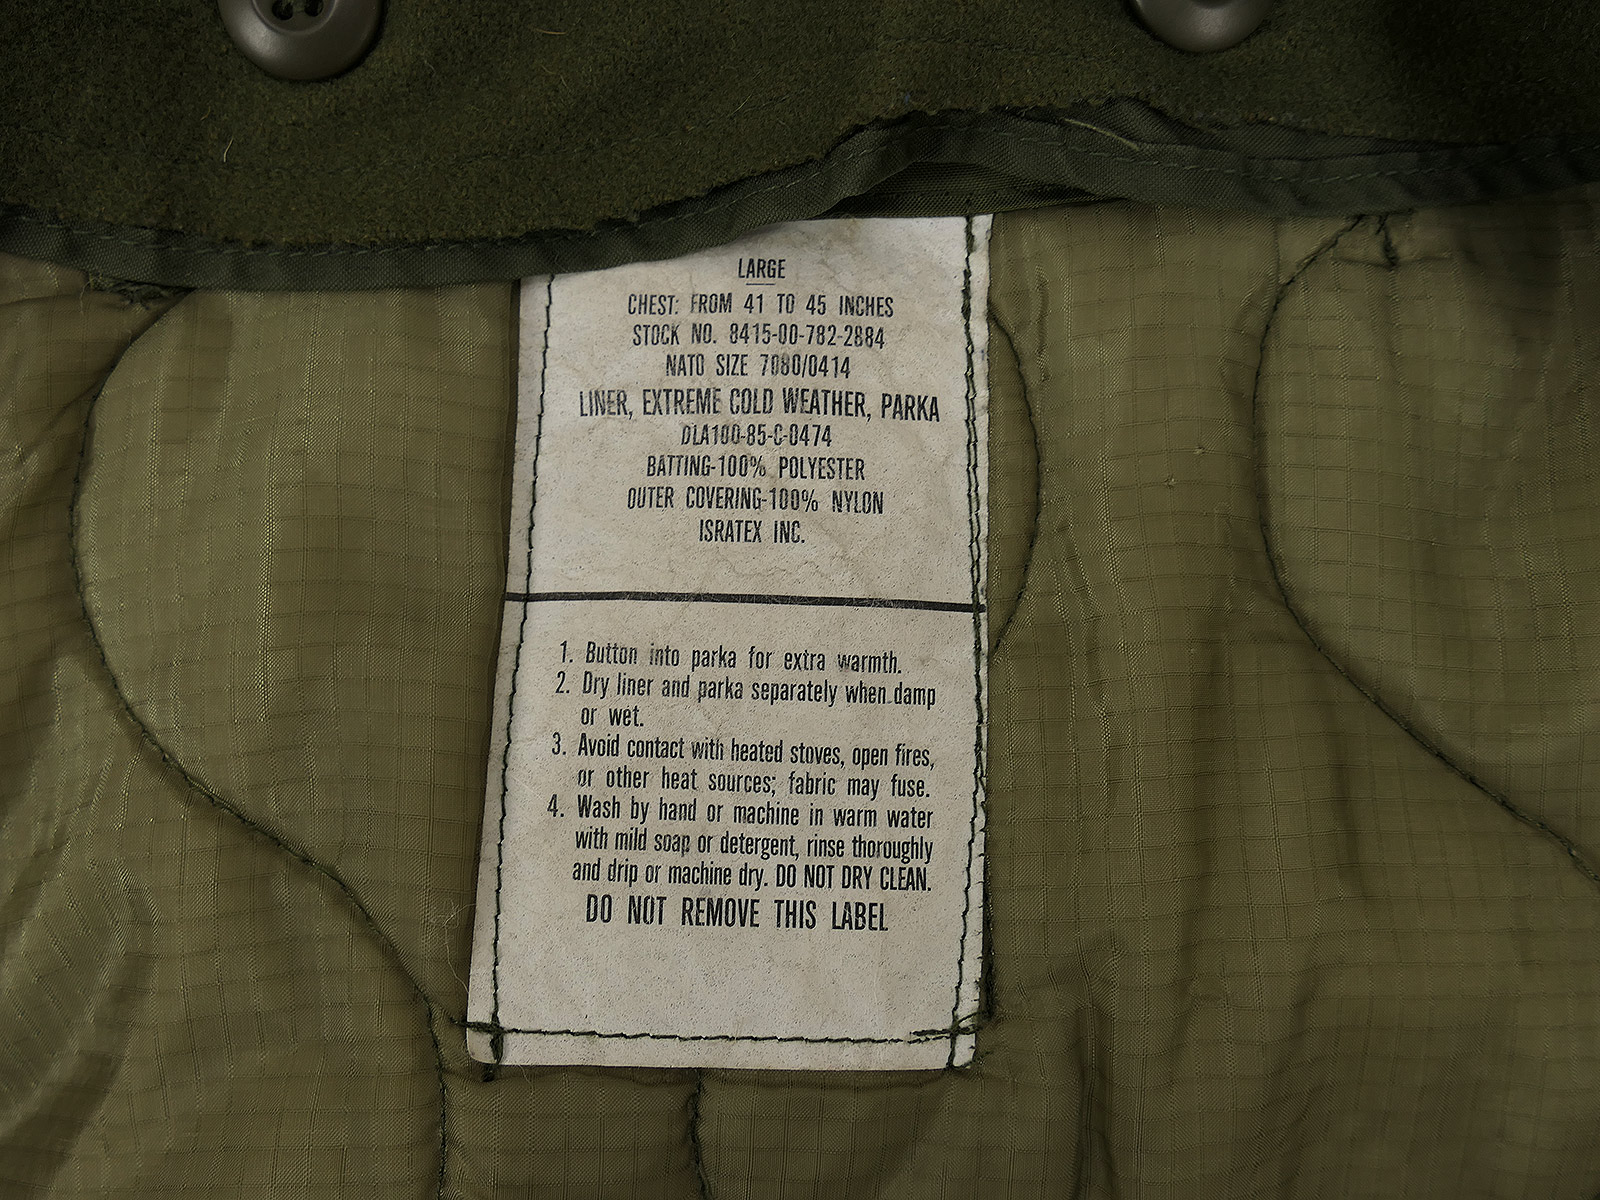 LARGE
CHEST: FROM 41 TO 45 INCHES
STOCK NO. 8415-00-782-2884
NATO SIZE 7080/0414
LINER, EXTREME COLD WEATHER, PARKA
DLA100-85-C-0474
BATTING-100% POLYESTER
OUTER COVERING-100% NYLON
ISRATEX INC.
1. Button into parka for extra warmth.
2. Dry liner and parka separately when damp
or wet.
3. Avoid contact with heated stoves, open fires,
or other heat sources; fabric may fuse.
4. Wash by hand or machine in warm water
with mild soap or detergent, rinse thoroughly
and drip or machine dry. DO NOT DRY CLEAN.
DO NOT REMOVE THIS LABEL